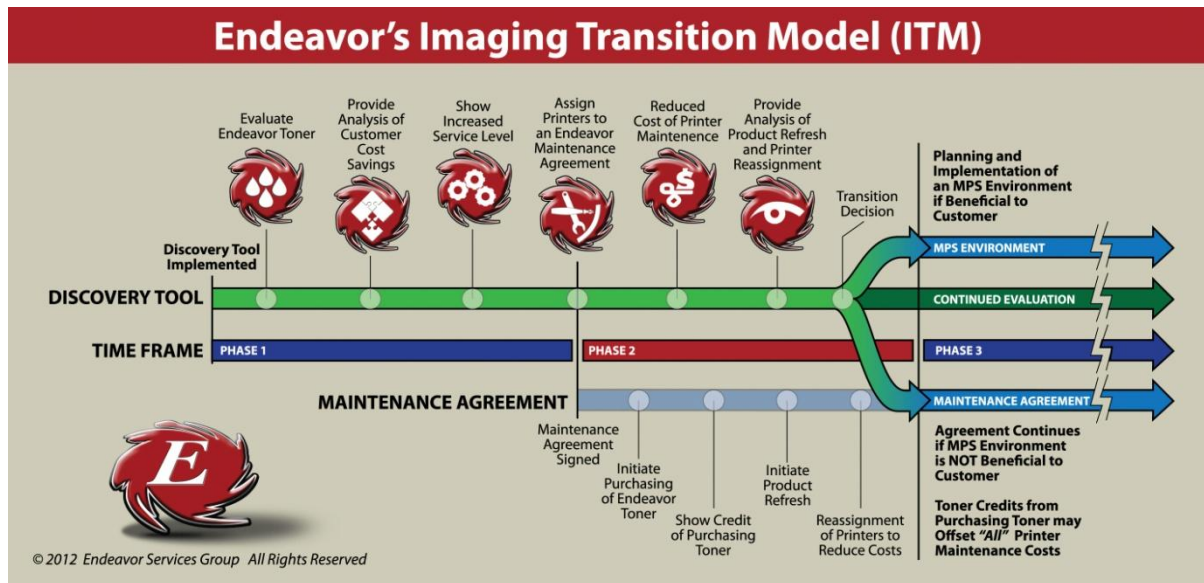 Endeavor's Imaging Transition Model (ITM)
Evaluate
Endeavor Toner
Provide
Analysis of
Customer
Cost
Savings
Show
Increased
Service Level
Assign
Printers to
an Endeavor
Maintenance
Agreement
Reduced
Cost of Printer
Maintenence
Provide
Analysis of
Product Refresh
and Printer
Reassignment
Transition
Decision
Planning and
Implementation of
an MPS Environment
if Beneficial to
Customer
Discovery Tool
Implemented
MPS ENVIRONMENT
DISCOVERY TOOL
CONTINUED EVALUATION
TIME FRAME
PHASE 1
PHASE 2
PHASE 3
MAINTENANCE AGREEMENT
MAINTENANCE AGREEMENT
Maintenance
Agreement
Signed
Initiate
Purchasing
of Endeavor
Toner
Show Credit
of Purchasing
Toner
Initiate
Product
Refresh
Reassignment
of Printers to
Reduce Costs
Agreement Continues
if MPS Environment
is NOT Beneficial to
Customer
Toner Credits from
Purchasing Toner may
Offset "All" Printer
Maintenance Costs
E
© 2012 Endeavor Services Group All Rights Reserved